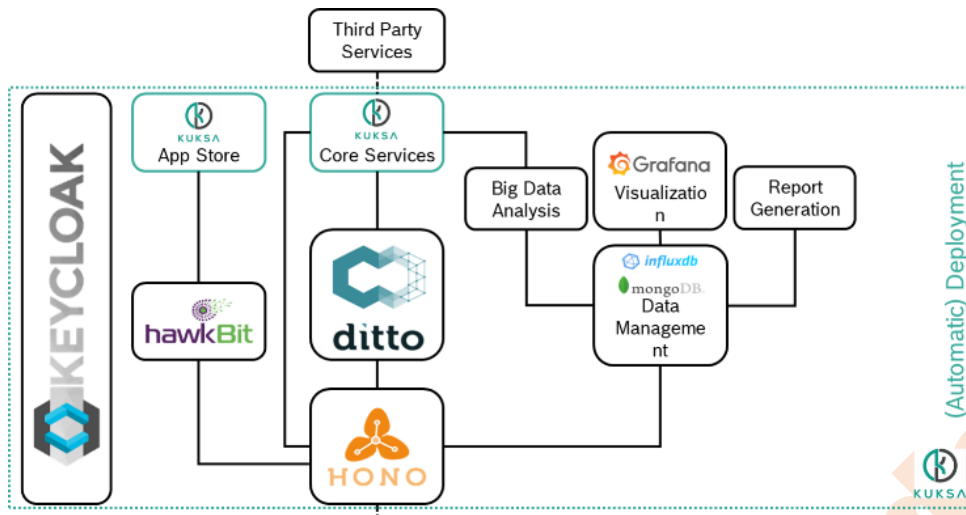 Third Party
Services
KEYCLOAK
KUKSA
App Store
KUKSA
Core Services
Big Data
Analysis
Grafana
Visualizatio
n
Report
Generation
influxdb
mongoDB.
Data
Manageme
nt
hawkBit
ditto
HONO
(Automatic) Deployment
KUKSA